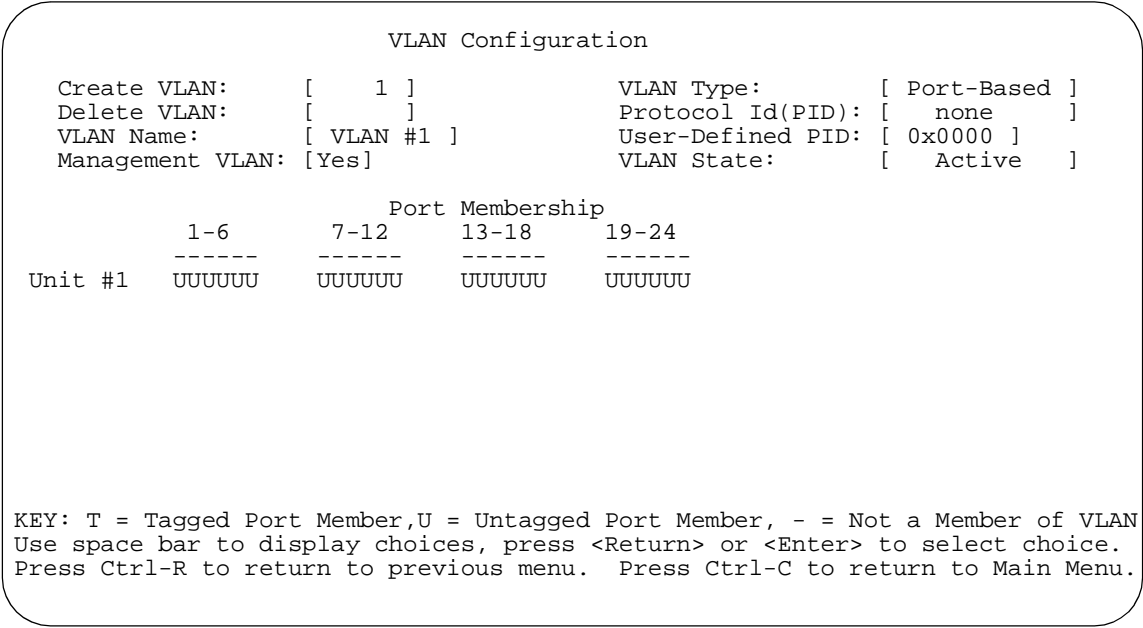 VLAN Configuration
Create VLAN: [ 1 ] VLAN Type: [ Port-Based ]
Delete VLAN: [ ] Protocol Id(PID): [ none ]
VLAN Name: [ VLAN #1 ] User-Defined PID: [ 0x0000 ]
Management VLAN: [Yes] VLAN State: [ Active ]
Port Membership
1-6 7-12 13-18 19-24
------ ------ ------ ------
Unit #1 UUUUUU UUUUUU UUUUUU UUUUUU
KEY: T = Tagged Port Member,U = Untagged Port Member, - = Not a Member of VLAN
Use space bar to display choices, press <Return> or <Enter> to select choice.
Press Ctrl-R to return to previous menu. Press Ctrl-C to return to Main Menu.